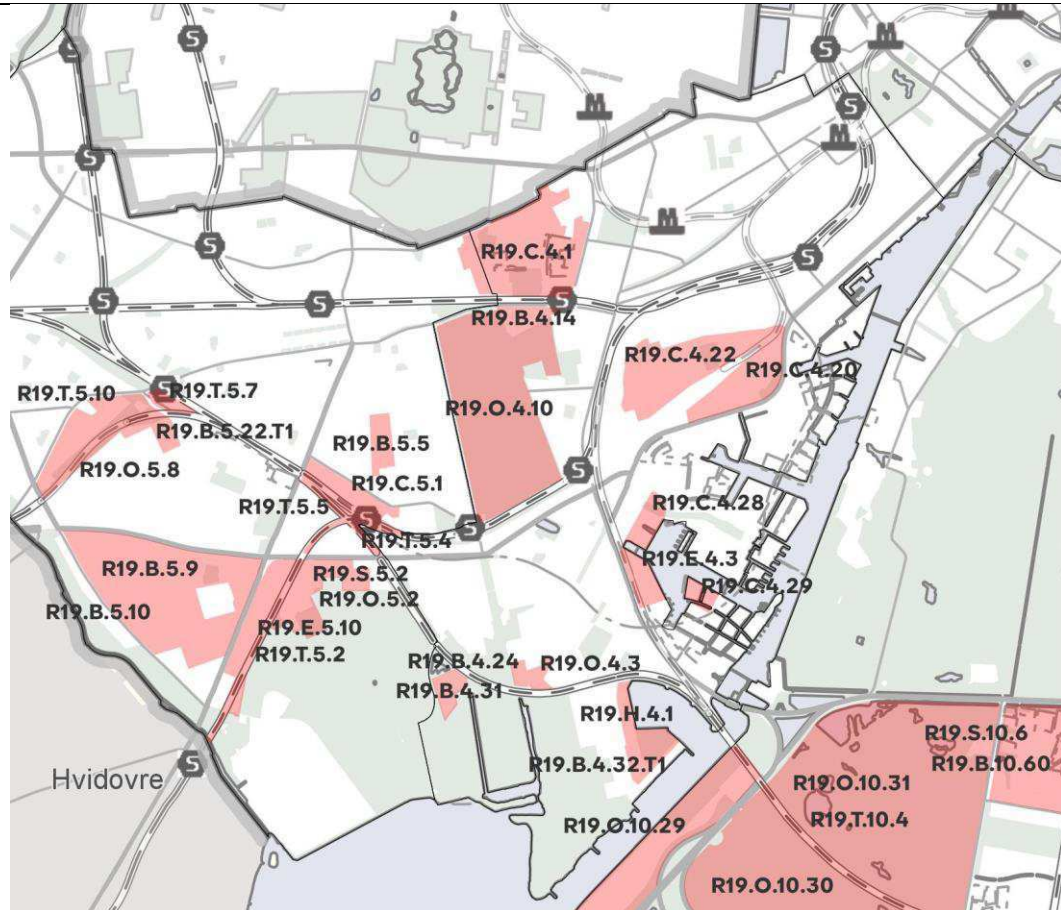 M
S
S
S
M
S
M
S
M
R19.C.4.1
S
S
S
S
S
R19.B.4.14
R19.C.4.22
R19.C.4.20
R19.T.5.10
S
R19.T.5.7
R19.O.4.10
R19.B.5.22.T1
R19.B.5.5
R19.O.5.8
S
R19.C.5.1
R19.T.5.5
R19.C.4.28
S
S
R19.T.5.4
R19.E.4.3
R19.B.5.9
R19.S.5.2
R19.C.4.29
R19.O.5.2
R19.B.5.10
R19.E.5.10
R19.T.5.2
R19.B.4.24
R19.O.4.3
R19.B.4.31
R19.H.4.1
R19.S.10.6
S
R19.B.4.32.T1
R19.B.10.60
Hvidovre
R19.O.10.31
R19.T.10.4
R19.O.10.29
R19.O.10.30